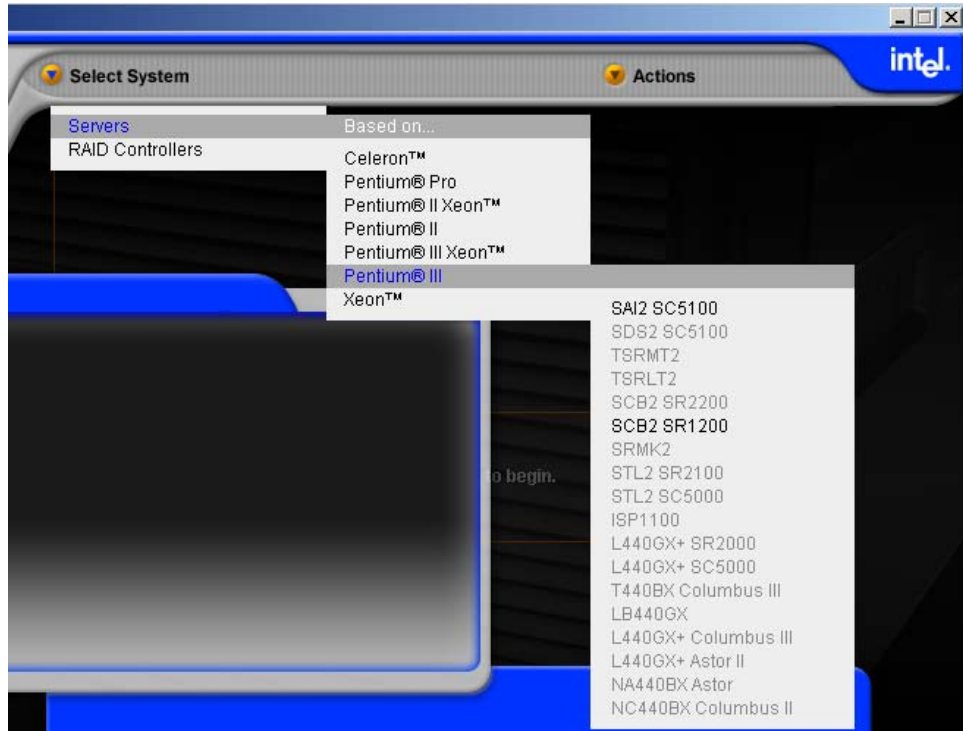 intel.
Select System
Actions
Servers
RAID Controllers
Based on...
Celeron™
Pentium® Pro
Pentium® II Xeon™
Pentium® II
Pentium® III Xeon™
Pentium® III
Xeon™
SAI2 SC5100
SDS2 SC5100
TSRMT2
TSRLT2
SCB2 SR2200
SCB2 SR1200
SRMK2
STL2 SR2100
STL2 SC5000
ISP1100
L440GX+ SR2000
L440GX+ SC5000
T440BX Columbus III
LB440GX
L440GX+ Columbus III
L440GX+ Astor II
NA440BX Astor
NC440BX Columbus II
to begin.